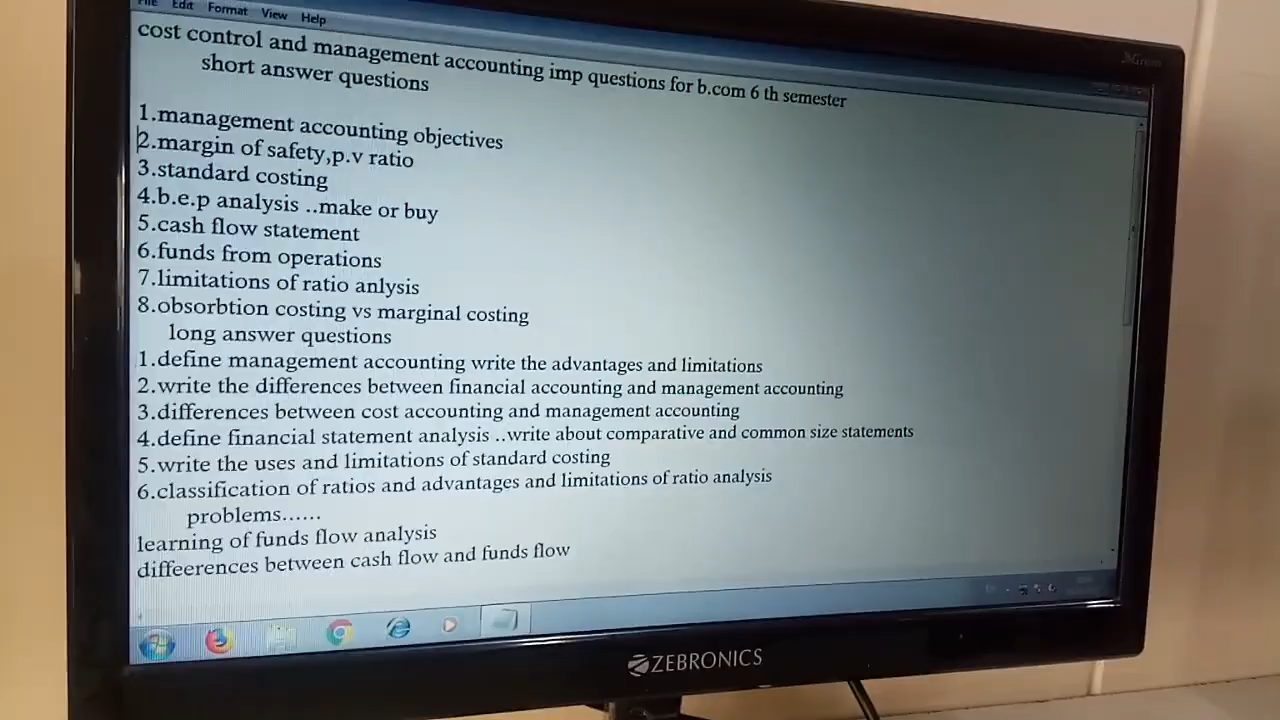 File Edit Format View Help
cost control and management accounting imp questions for b.com 6 th semester
short answer questions
1.management accounting objectives
2.margin of safety,p.v ratio
3.standard costing
4.b.e.p analysis ..make or buy
5.cash flow statement
6.funds from operations
7.limitations of ratio anlysis
8.obsorbtion costing vs marginal costing
long answer questions
1.define management accounting write the advantages and limitations
2.write the differences between financial accounting and management accounting
3.differences between cost accounting and management accounting
4.define financial statement analysis ..write about comparative and common size statements
5.write the uses and limitations of standard costing
6.classification of ratios and advantages and limitations of ratio analysis
problems......
learning of funds flow analysis
diffeerences between cash flow and funds flow
ZEBRONICS